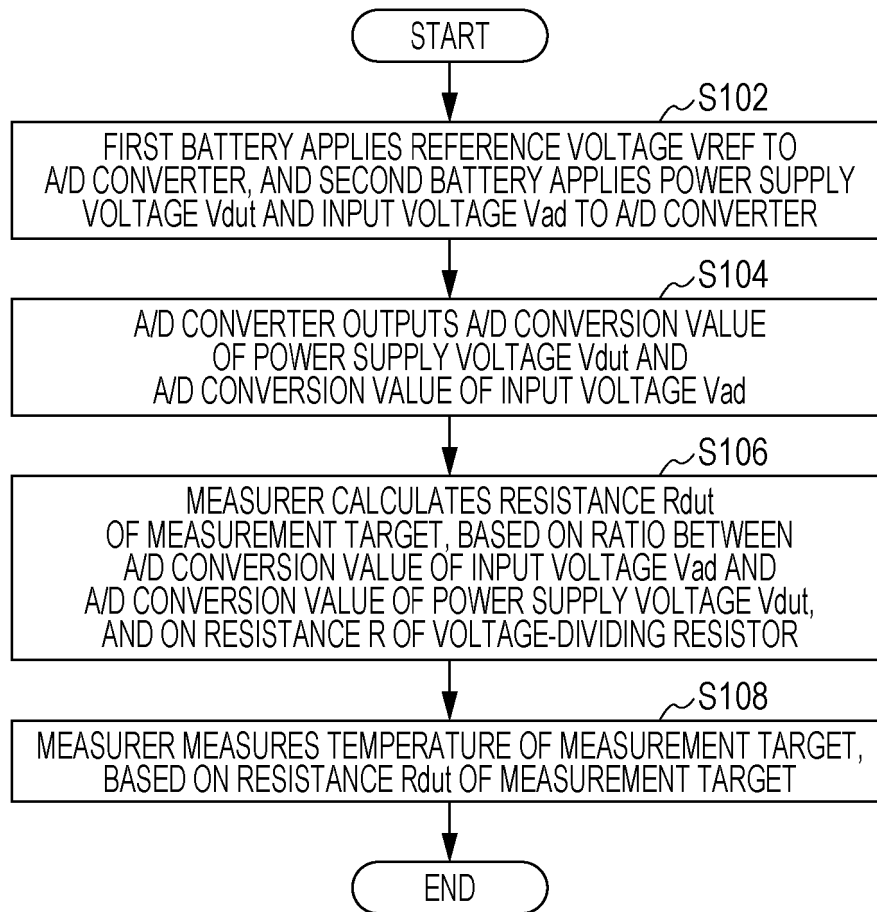 START
S102
FIRST BATTERY APPLIES REFERENCE VOLTAGE VREF TO
A/D CONVERTER, AND SECOND BATTERY APPLIES POWER SUPPLY
VOLTAGE Vdut AND INPUT VOLTAGE Vad TO A/D CONVERTER
S104
A/D CONVERTER OUTPUTS A/D CONVERSION VALUE
OF POWER SUPPLY VOLTAGE Vdut AND
A/D CONVERSION VALUE OF INPUT VOLTAGE Vad
S106
MEASURER CALCULATES RESISTANCE Rdut
OF MEASUREMENT TARGET, BASED ON RATIO BETWEEN
A/D CONVERSION VALUE OF INPUT VOLTAGE Vad AND
A/D CONVERSION VALUE OF POWER SUPPLY VOLTAGE Vdut,
AND ON RESISTANCE R OF VOLTAGE-DIVIDING RESISTOR
S108
MEASURER MEASURES TEMPERATURE OF MEASUREMENT TARGET,
BASED ON RESISTANCE Rdut OF MEASUREMENT TARGET
END